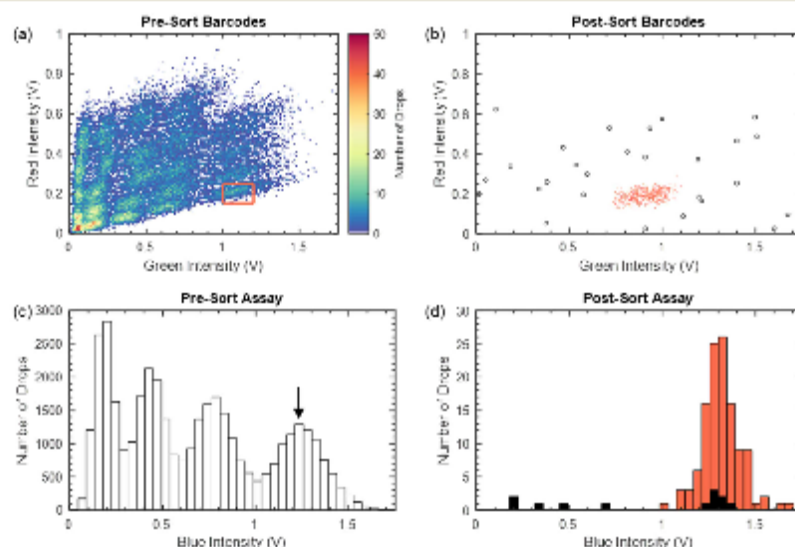 (a)
Pre-Sort Barcodes
1
0.8
0.6
0.4
0.2
0
Red Intensity (V)
0 0.5 1 1.5
Green Intensity (V)
50
40
30
20
10
0
Number of Drops
(b)
Post-Sort Barcodes
1
0.8
0.6
0.4
0.2
0
Red Intensity (V)
0 0.5 1 1.5
Green Intensity (V)
(c)
Pre-Sort Assay
3000
2500
2000
1500
1000
500
0
Number of Drops
0 0.5 1 1.5
Blue Intensity (V)
(d)
Post-Sort Assay
30
25
20
15
10
5
0
Number of Drops
0 0.5 1 1.5
Blue Intensity (V)